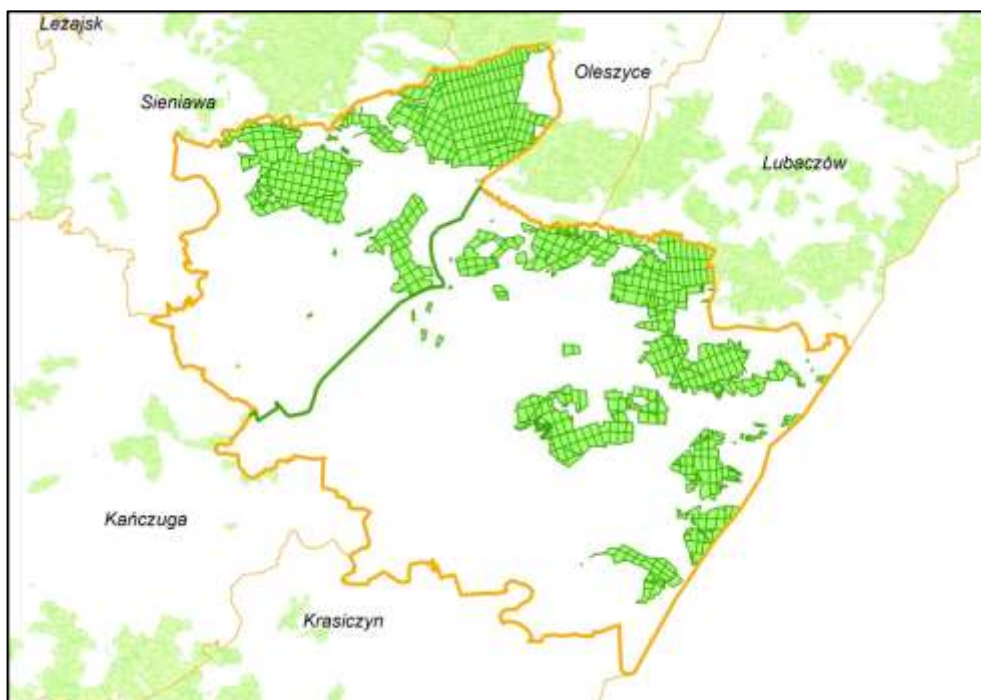 Leżajsk
Oleszyce
Sieniawa
Lubaczów
Kańczuga
Krasiczyn